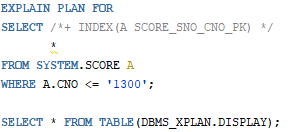 EXPLAIN PLAN FOR
SELECT /*+ INDEX(A SCORE_SNO_CNO_PK) */
*
FROM SYSTEM.SCORE A
WHERE A.CNO <= '1300';
SELECT * FROM TABLE(DBMS_XPLAN.DISPLAY);